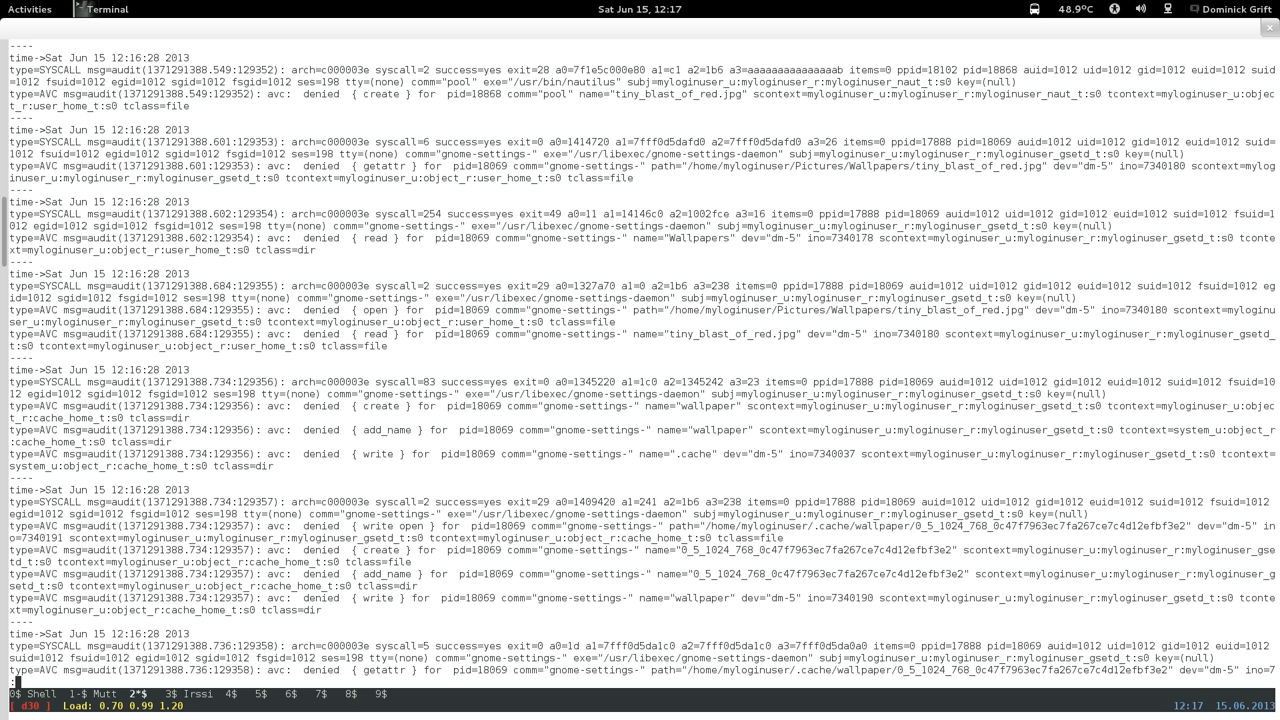 Activities Terminal Sat Jun 15, 12:17 48.9°C Dominick Grift
----
time->Sat Jun 15 12:16:28 2013
type=SYSCALL msg=audit(1371291388.549:129352): arch=c000003e syscall=2 success=yes exit=28 a0=7f1e5c000e80 a1=c1 a2=1b6 a3=aaaaaaaaaaaaaaab items=0 ppid=18102 pid=18868 auid=1012 uid=1012 gid=1012 euid=1012 suid
=1012 fsuid=1012 egid=1012 sgid=1012 fsgid=1012 ses=198 tty=(none) comm="pool" exe="/usr/bin/nautilus" subj=myloginuser_u:myloginuser_r:myloginuser_naut_t:s0 key=(null)
type=AVC msg=audit(1371291388.549:129352): avc:  denied  { create } for  pid=18868 comm="pool" name="tiny_blast_of_red.jpg" scontext=myloginuser_u:myloginuser_r:myloginuser_naut_t:s0 tcontext=myloginuser_u:objec
t_r:user_home_t:s0 tclass=file
----
time->Sat Jun 15 12:16:28 2013
type=SYSCALL msg=audit(1371291388.601:129353): arch=c000003e syscall=6 success=yes exit=0 a0=1414720 a1=7fff0d5dafd0 a2=7fff0d5dafd0 a3=26 items=0 ppid=17888 pid=18069 auid=1012 uid=1012 gid=1012 euid=1012 suid=
1012 fsuid=1012 egid=1012 sgid=1012 fsgid=1012 ses=198 tty=(none) comm="gnome-settings-" exe="/usr/libexec/gnome-settings-daemon" subj=myloginuser_u:myloginuser_r:myloginuser_gsetd_t:s0 key=(null)
type=AVC msg=audit(1371291388.601:129353): avc:  denied  { getattr } for  pid=18069 comm="gnome-settings-" path="/home/myloginuser/Pictures/Wallpapers/tiny_blast_of_red.jpg" dev="dm-5" ino=7340180 scontext=mylog
inuser_u:myloginuser_r:myloginuser_gsetd_t:s0 tcontext=myloginuser_u:object_r:user_home_t:s0 tclass=file
----
time->Sat Jun 15 12:16:28 2013
type=SYSCALL msg=audit(1371291388.602:129354): arch=c000003e syscall=254 success=yes exit=49 a0=11 a1=14146c0 a2=1002fce a3=16 items=0 ppid=17888 pid=18069 auid=1012 uid=1012 gid=1012 euid=1012 suid=1012 fsuid=1
012 egid=1012 sgid=1012 fsgid=1012 ses=198 tty=(none) comm="gnome-settings-" exe="/usr/libexec/gnome-settings-daemon" subj=myloginuser_u:myloginuser_r:myloginuser_gsetd_t:s0 key=(null)
type=AVC msg=audit(1371291388.602:129354): avc:  denied  { read } for  pid=18069 comm="gnome-settings-" name="Wallpapers" dev="dm-5" ino=7340178 scontext=myloginuser_u:myloginuser_r:myloginuser_gsetd_t:s0 tconte
xt=myloginuser_u:object_r:user_home_t:s0 tclass=dir
----
time->Sat Jun 15 12:16:28 2013
type=SYSCALL msg=audit(1371291388.684:129355): arch=c000003e syscall=2 success=yes exit=29 a0=1327a70 a1=0 a2=1b6 a3=238 items=0 ppid=17888 pid=18069 auid=1012 uid=1012 gid=1012 euid=1012 suid=1012 fsuid=1012 eg
id=1012 sgid=1012 fsgid=1012 ses=198 tty=(none) comm="gnome-settings-" exe="/usr/libexec/gnome-settings-daemon" subj=myloginuser_u:myloginuser_r:myloginuser_gsetd_t:s0 key=(null)
type=AVC msg=audit(1371291388.684:129355): avc:  denied  { open } for  pid=18069 comm="gnome-settings-" path="/home/myloginuser/Pictures/Wallpapers/tiny_blast_of_red.jpg" dev="dm-5" ino=7340180 scontext=myloginu
ser_u:myloginuser_r:myloginuser_gsetd_t:s0 tcontext=myloginuser_u:object_r:user_home_t:s0 tclass=file
type=AVC msg=audit(1371291388.684:129355): avc:  denied  { read } for  pid=18069 comm="gnome-settings-" name="tiny_blast_of_red.jpg" dev="dm-5" ino=7340180 scontext=myloginuser_u:myloginuser_r:myloginuser_gsetd_
t:s0 tcontext=myloginuser_u:object_r:user_home_t:s0 tclass=file
----
time->Sat Jun 15 12:16:28 2013
type=SYSCALL msg=audit(1371291388.734:129356): arch=c000003e syscall=83 success=yes exit=0 a0=1345220 a1=1c0 a2=1345242 a3=23 items=0 ppid=17888 pid=18069 auid=1012 uid=1012 gid=1012 euid=1012 suid=1012 fsuid=10
12 egid=1012 sgid=1012 fsgid=1012 ses=198 tty=(none) comm="gnome-settings-" exe="/usr/libexec/gnome-settings-daemon" subj=myloginuser_u:myloginuser_r:myloginuser_gsetd_t:s0 key=(null)
type=AVC msg=audit(1371291388.734:129356): avc:  denied  { create } for  pid=18069 comm="gnome-settings-" name="wallpaper" scontext=myloginuser_u:myloginuser_r:myloginuser_gsetd_t:s0 tcontext=myloginuser_u:objec
t_r:cache_home_t:s0 tclass=dir
type=AVC msg=audit(1371291388.734:129356): avc:  denied  { add_name } for  pid=18069 comm="gnome-settings-" name="wallpaper" scontext=myloginuser_u:myloginuser_r:myloginuser_gsetd_t:s0 tcontext=system_u:object_r
:cache_home_t:s0 tclass=dir
type=AVC msg=audit(1371291388.734:129356): avc:  denied  { write } for  pid=18069 comm="gnome-settings-" name=".cache" dev="dm-5" ino=7340037 scontext=myloginuser_u:myloginuser_r:myloginuser_gsetd_t:s0 tcontext=
system_u:object_r:cache_home_t:s0 tclass=dir
----
time->Sat Jun 15 12:16:28 2013
type=SYSCALL msg=audit(1371291388.734:129357): arch=c000003e syscall=2 success=yes exit=29 a0=1409420 a1=241 a2=1b6 a3=238 items=0 ppid=17888 pid=18069 auid=1012 uid=1012 gid=1012 euid=1012 suid=1012 fsuid=1012 
egid=1012 sgid=1012 fsgid=1012 ses=198 tty=(none) comm="gnome-settings-" exe="/usr/libexec/gnome-settings-daemon" subj=myloginuser_u:myloginuser_r:myloginuser_gsetd_t:s0 key=(null)
type=AVC msg=audit(1371291388.734:129357): avc:  denied  { write open } for  pid=18069 comm="gnome-settings-" path="/home/myloginuser/.cache/wallpaper/0_5_1024_768_0c47f7963ec7fa267ce7c4d12efbf3e2" dev="dm-5" in
o=7340191 scontext=myloginuser_u:myloginuser_r:myloginuser_gsetd_t:s0 tcontext=myloginuser_u:object_r:cache_home_t:s0 tclass=file
type=AVC msg=audit(1371291388.734:129357): avc:  denied  { create } for  pid=18069 comm="gnome-settings-" name="0_5_1024_768_0c47f7963ec7fa267ce7c4d12efbf3e2" scontext=myloginuser_u:myloginuser_r:myloginuser_gse
td_t:s0 tcontext=myloginuser_u:object_r:cache_home_t:s0 tclass=file
type=AVC msg=audit(1371291388.734:129357): avc:  denied  { add_name } for  pid=18069 comm="gnome-settings-" name="0_5_1024_768_0c47f7963ec7fa267ce7c4d12efbf3e2" scontext=myloginuser_u:myloginuser_r:myloginuser_g
setd_t:s0 tcontext=myloginuser_u:object_r:cache_home_t:s0 tclass=dir
type=AVC msg=audit(1371291388.734:129357): avc:  denied  { write } for  pid=18069 comm="gnome-settings-" name="wallpaper" dev="dm-5" ino=7340190 scontext=myloginuser_u:myloginuser_r:myloginuser_gsetd_t:s0 tconte
xt=myloginuser_u:object_r:cache_home_t:s0 tclass=dir
----
time->Sat Jun 15 12:16:28 2013
type=SYSCALL msg=audit(1371291388.736:129358): arch=c000003e syscall=5 success=yes exit=0 a0=1d a1=7fff0d5da1c0 a2=7fff0d5da1c0 a3=7fff0d5da0a0 items=0 ppid=17888 pid=18069 auid=1012 uid=1012 gid=1012 euid=1012 
suid=1012 fsuid=1012 egid=1012 sgid=1012 fsgid=1012 ses=198 tty=(none) comm="gnome-settings-" exe="/usr/libexec/gnome-settings-daemon" subj=myloginuser_u:myloginuser_r:myloginuser_gsetd_t:s0 key=(null)
type=AVC msg=audit(1371291388.736:129358): avc:  denied  { getattr } for  pid=18069 comm="gnome-settings-" path="/home/myloginuser/.cache/wallpaper/0_5_1024_768_0c47f7963ec7fa267ce7c4d12efbf3e2" dev="dm-5" ino=7
:
0$ Shell  1-$ Mutt  2*$   3$ Irssi  4$   5$   6$   7$   8$   9$
[ d30 ]  Load: 0.70 0.99 1.20 12:17  15.06.2013